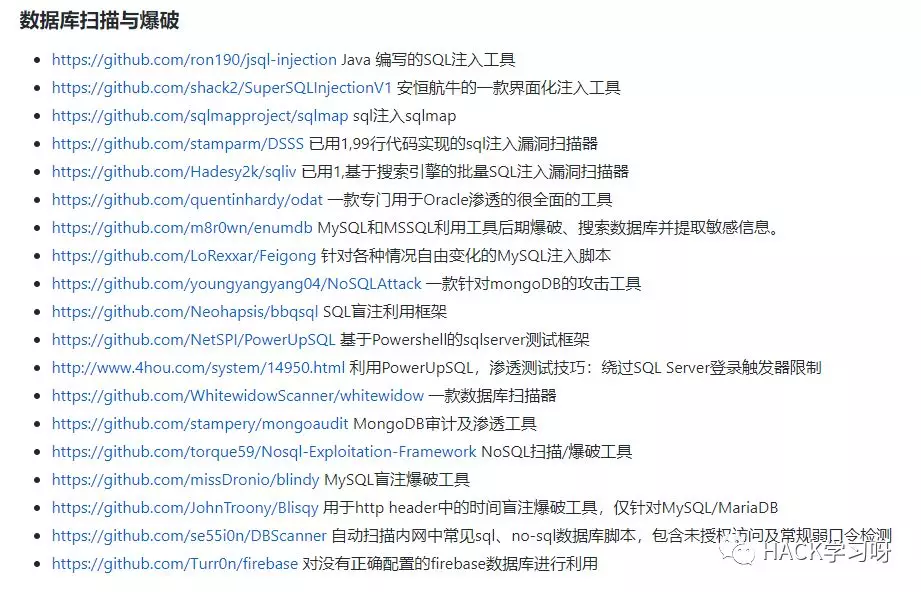 数据库扫描与爆破
https://github.com/ron190/jsql-injection Java 编写的SQL注入工具
https://github.com/shack2/SuperSQLInjectionV1 安恒航牛的一款界面化注入工具
https://github.com/sqlmapproject/sqlmap sql注入sqlmap
https://github.com/stamparm/DSSS 已用1,99行代码实现的sql注入漏洞扫描器
https://github.com/Hadesy2k/sqliv 已用1,基于搜索引擎的批量SQL注入漏洞扫描器
https://github.com/quentinhardy/odat 一款专门用于Oracle渗透的很全面的工具
https://github.com/m8r0wn/enumdb MySQL和MSSQL利用工具后期爆破、搜索数据库并提取敏感信息。
https://github.com/LoRexxar/Feigong 针对各种情况自由变化的MySQL注入脚本
https://github.com/youngyangyang04/NoSQLAttack 一款针对mongoDB的攻击工具
https://github.com/Neohapsis/bbqsql SQL盲注利用框架
https://github.com/NetSPI/PowerUpSQL 基于Powershell的sqlserver测试框架
http://www.4hou.com/system/14950.html 利用PowerUpSQL，渗透测试技巧：绕过SQL Server登录触发器限制
https://github.com/WhitewidowScanner/whitewidow 一款数据库扫描器
https://github.com/stampery/mongoaudit MongoDB审计及渗透工具
https://github.com/torque59/Nosql-Exploitation-Framework NoSQL扫描/爆破工具
https://github.com/missDronio/blindy MySQL盲注爆破工具
https://github.com/JohnTroony/Blisqy 用于http header中的时间盲注爆破工具，仅针对MySQL/MariaDB
https://github.com/se55i0n/DBScanner 自动扫描内网中常见sql、no-sql数据库脚本，包含未授权访问及常规弱口令检测
https://github.com/Turr0n/firebase 对没有正确配置的firebase数据库进行利用
HACK学习呀